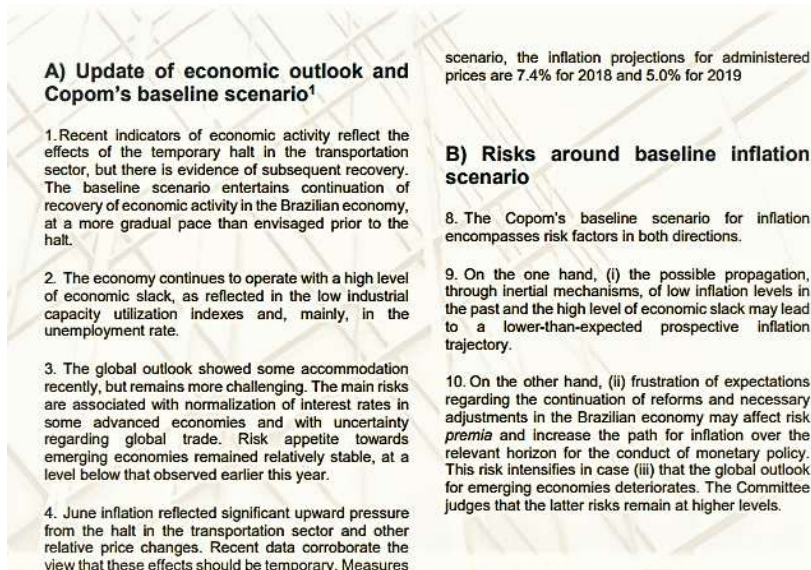 A) Update of economic outlook and
Copom's baseline scenario¹
1.Recent indicators of economic activity reflect the
effects of the temporary halt in the transportation
sector, but there is evidence of subsequent recovery.
The baseline scenario entertains continuation of
recovery of economic activity in the Brazilian economy,
at a more gradual pace than envisaged prior to the
halt.
2. The economy continues to operate with a high level
of economic slack, as reflected in the low industrial
capacity utilization indexes and, mainly, in the
unemployment rate.
3. The global outlook showed some accommodation
recently, but remains more challenging. The main risks
are associated with normalization of interest rates in
some advanced economies and with uncertainty
regarding global trade. Risk appetite towards
emerging economies remained relatively stable, at a
level below that observed earlier this year.
4. June inflation reflected significant upward pressure
from the halt in the transportation sector and other
relative price changes. Recent data corroborate the
view that these effects should be temporary. Measures
scenario, the inflation projections for administered
prices are 7.4% for 2018 and 5.0% for 2019
B) Risks around baseline inflation
scenario
8. The Copom's baseline scenario for inflation
encompasses risk factors in both directions.
9. On the one hand, (i) the possible propagation,
through inertial mechanisms, of low inflation levels in
the past and the high level of economic slack may lead
to a lower-than-expected prospective inflation
trajectory.
10. On the other hand, (ii) frustration of expectations
regarding the continuation of reforms and necessary
adjustments in the Brazilian economy may affect risk
premia and increase the path for inflation over the
relevant horizon for the conduct of monetary policy.
This risk intensifies in case (iii) that the global outlook
for emerging economies deteriorates. The Committee
judges that the latter risks remain at higher levels.